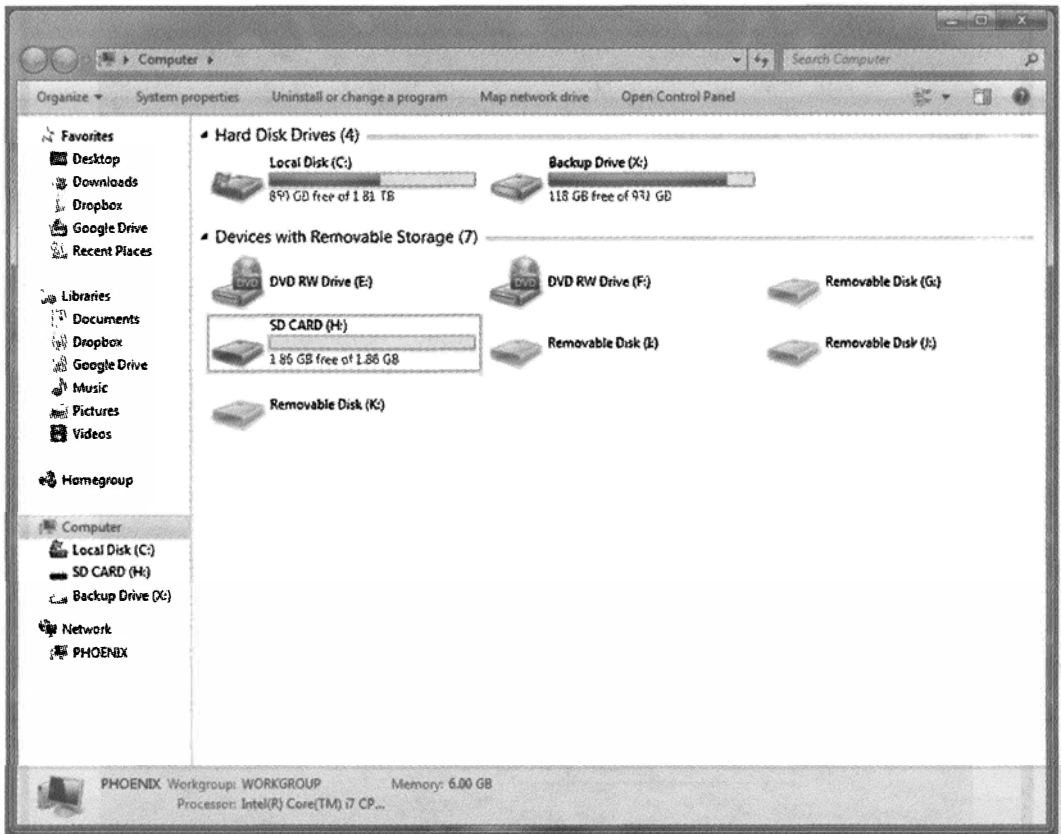 Computer
Search Computer
Organize
System properties
Uninstall or change a program
Map network drive
Open Control Panel
Favorites
Desktop
Downloads
Dropbox
Google Drive
Recent Places
Libraries
Documents
Dropbox
Google Drive
Music
Pictures
Videos
Homegroup
Computer
Local Disk (C:)
SD CARD (H:)
Backup Drive (X:)
Network
PHOENIX
Hard Disk Drives (4)
Local Disk (C:)
GB free of 1.81 TB
Backup Drive (X:)
118 GB free of 931 GB
Devices with Removable Storage (7)
DVD RW Drive (E:)
DVD RW Drive (F:)
Removable Disk (G:)
SD CARD (H:)
1.86 GB free of 1.86 GB
Removable Disk (I:)
Removable Disk (J:)
Removable Disk (K:)
PHOENIX Workgroup: WORKGROUP Memory: 6.00 GB
Processor: Intel(R) Core(TM) i7 CP...